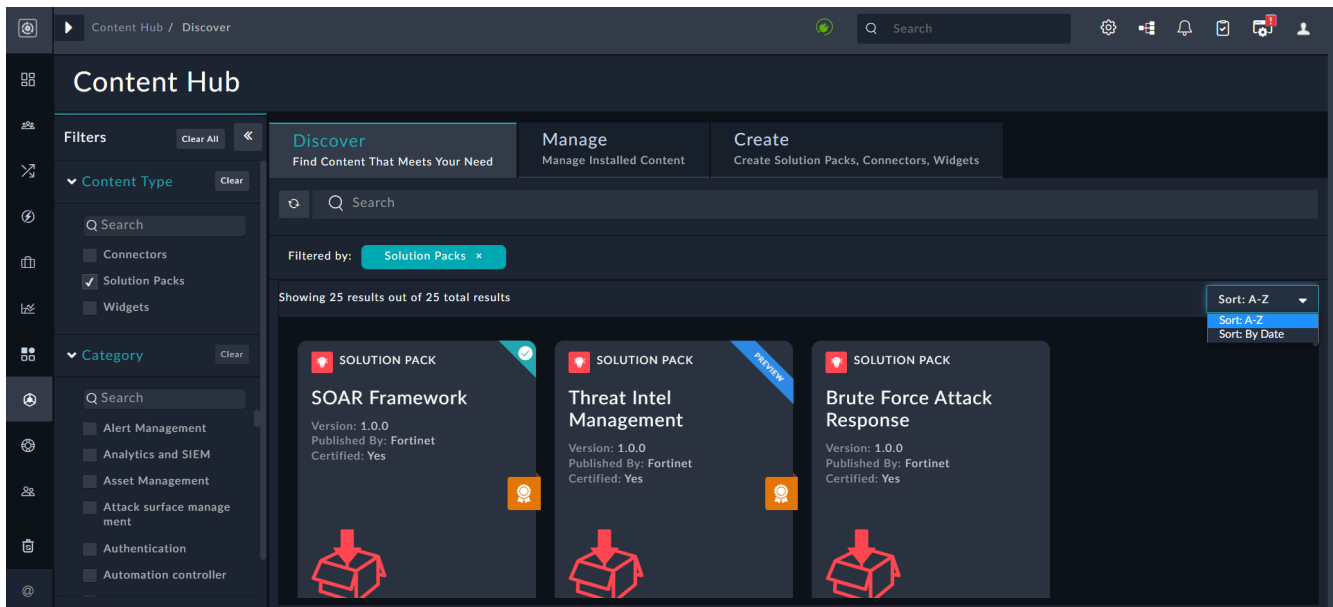 Content Hub / Discover
Search
Content Hub
Filters
Clear All
Content Type
Clear
Search
Connectors
Solution Packs
Widgets
Category
Clear
Search
Alert Management
Analytics and SIEM
Asset Management
Attack surface manage
ment
Authentication
Automation controller
@
Discover
Find Content That Meets Your Need
Manage
Manage Installed Content
Create
Create Solution Packs, Connectors, Widgets
Search
Filtered by: Solution Packs ×
Showing 25 results out of 25 total results
Sort: A-Z
Sort: A-Z
Sort: By Date
SOLUTION PACK
SOAR Framework
Version: 1.0.0
Published By: Fortinet
Certified: Yes
SOLUTION PACK
PREVIEW
Threat Intel
Management
Version: 1.0.0
Published By: Fortinet
Certified: Yes
SOLUTION PACK
Brute Force Attack
Response
Version: 1.0.0
Published By: Fortinet
Certified: Yes